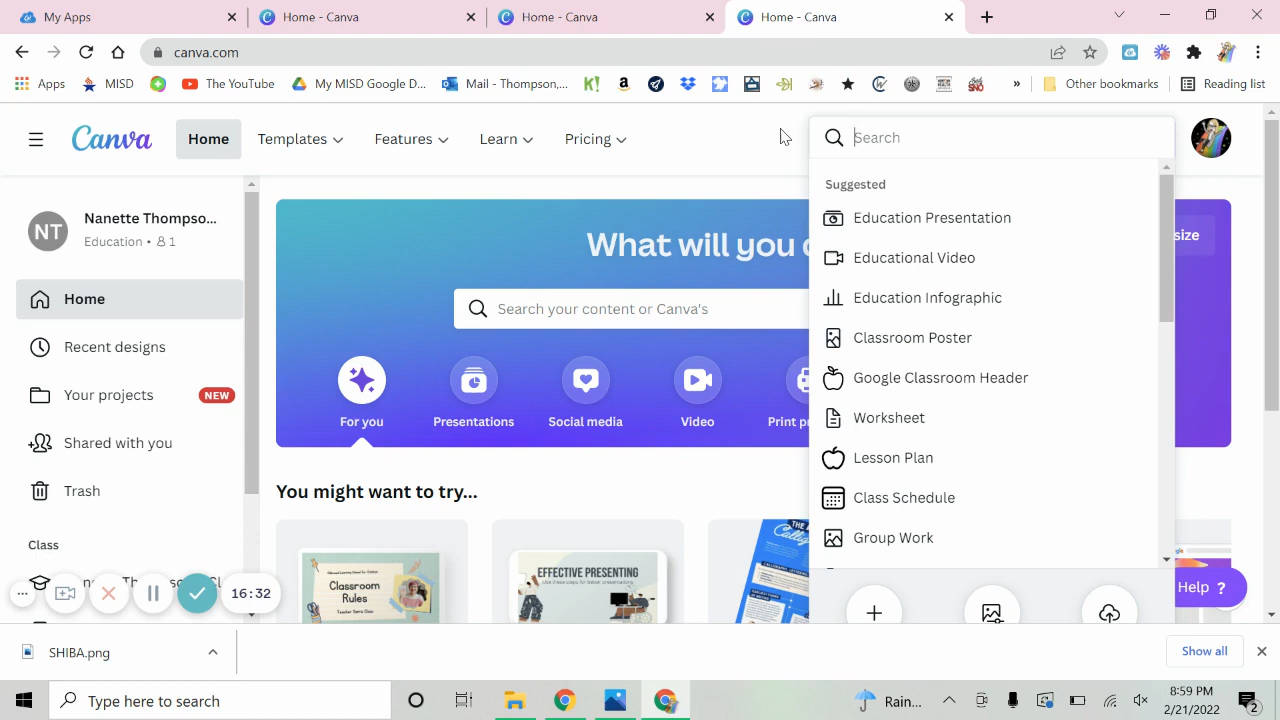 My Apps
Home - Canva
Home - Canva
Home - Canva
canva.com
Apps
MISD
The YouTube
My MISD Google D...
Mail - Thompson,...
K!
a
»
Other bookmarks
Reading list
Canva
Home
Templates
Features
Learn
Pricing
Search
Suggested
Education Presentation
Educational Video
Education Infographic
Classroom Poster
Google Classroom Header
Worksheet
Lesson Plan
Class Schedule
Group Work
NT
Nanette Thompso...
Education • 1
Home
Recent designs
Your projects
NEW
Shared with you
Trash
Class
What will you
size
Search your content or Canva's
For you
Presentations
Social media
Video
Print pr
You might want to try...
Classroom
Rules
EFFECTIVE PRESENTING
16:32
Help ?
SHIBA.png
Show all
Type here to search
Rain...
8:59 PM
2/21/2022
2